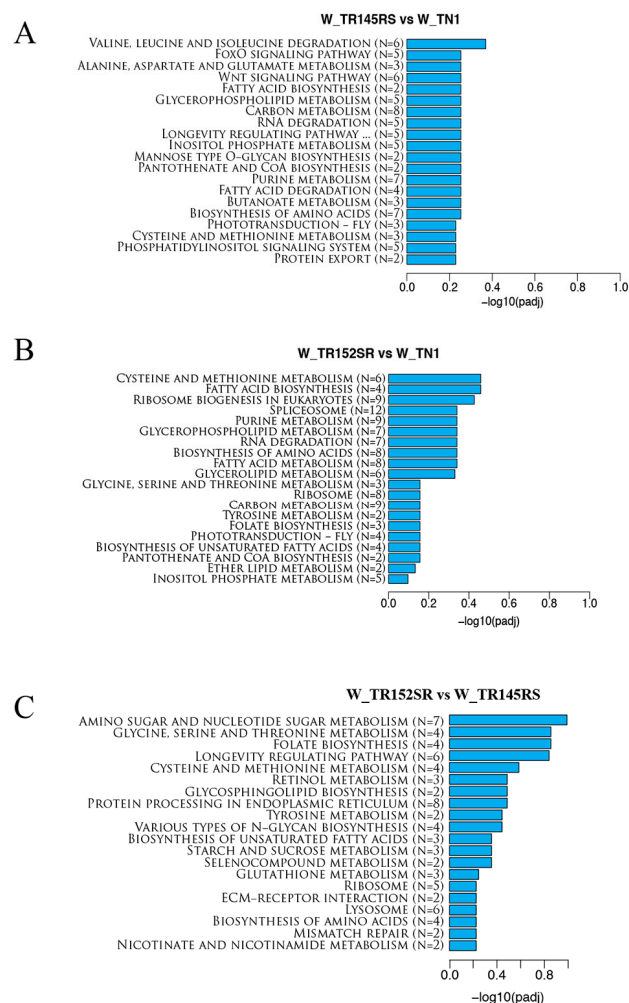 A
W_TR145RS vs W_TN1
VALINE, LEUCINE AND ISOLEUCINE DEGRADATION (N=6)
FOXO SIGNALING PATHWAY (N=5)
ALANINE, ASPARTATE AND GLUTAMATE METABOLISM (N=3)
WNT SIGNALING PATHWAY (N=6)
FATTY ACID BIOSYNTHESIS (N=2)
GLYCEROPHOSPHOLIPID METABOLISM (N=5)
CARBON METABOLISM (N=8)
RNA DEGRADATION (N=5)
LONGEVITY REGULATING PATHWAY ... (N=5)
INOSITOL PHOSPHATE METABOLISM (N=5)
MANNOSE TYPE O-GLYCAN BIOSYNTHESIS (N=2)
PANTOTHENATE AND COA BIOSYNTHESIS (N=2)
PURINE METABOLISM (N=7)
FATTY ACID DEGRADATION (N=4)
BUTANOATE METABOLISM (N=3)
BIOSYNTHESIS OF AMINO ACIDS (N=7)
PHOTOTRANSDUCTION – FLY (N=3)
CYSTEINE AND METHIONINE METABOLISM (N=3)
PHOSPHATIDYLINOSITOL SIGNALING SYSTEM (N=5)
PROTEIN EXPORT (N=2)
0.0 0.2 0.4 0.6 0.8 1.0
−log10(padj)
B
W_TR152SR vs W_TN1
CYSTEINE AND METHIONINE METABOLISM (N=6)
FATTY ACID BIOSYNTHESIS (N=4)
RIBOSOME BIOGENESIS IN EUKARYOTES (N=9)
SPLICEOSOME (N=12)
PURINE METABOLISM (N=9)
GLYCEROPHOSPHOLIPID METABOLISM (N=7)
RNA DEGRADATION (N=7)
BIOSYNTHESIS OF AMINO ACIDS (N=8)
FATTY ACID METABOLISM (N=8)
GLYCEROLIPID METABOLISM (N=6)
GLYCINE, SERINE AND THREONINE METABOLISM (N=3)
RIBOSOME (N=8)
CARBON METABOLISM (N=9)
TYROSINE METABOLISM (N=2)
FOLATE BIOSYNTHESIS (N=3)
PHOTOTRANSDUCTION – FLY (N=4)
BIOSYNTHESIS OF UNSATURATED FATTY ACIDS (N=4)
PANTOTHENATE AND COA BIOSYNTHESIS (N=2)
ETHER LIPID METABOLISM (N=2)
INOSITOL PHOSPHATE METABOLISM (N=5)
0.0 0.2 0.4 0.6 0.8 1.0
−log10(padj)
C
W_TR152SR vs W_TR145RS
AMINO SUGAR AND NUCLEOTIDE SUGAR METABOLISM (N=7)
GLYCINE, SERINE AND THREONINE METABOLISM (N=4)
FOLATE BIOSYNTHESIS (N=4)
LONGEVITY REGULATING PATHWAY (N=6)
CYSTEINE AND METHIONINE METABOLISM (N=4)
RETINOL METABOLISM (N=3)
GLYCOSPHINGOLIPID BIOSYNTHESIS (N=2)
PROTEIN PROCESSING IN ENDOPLASMIC RETICULUM (N=8)
TYROSINE METABOLISM (N=2)
VARIOUS TYPES OF N-GLYCAN BIOSYNTHESIS (N=4)
BIOSYNTHESIS OF UNSATURATED FATTY ACIDS (N=3)
STARCH AND SUCROSE METABOLISM (N=3)
SELENOCOMPOUND METABOLISM (N=2)
GLUTATHIONE METABOLISM (N=3)
RIBOSOME (N=5)
ECM-RECEPTOR INTERACTION (N=2)
LYSOSOME (N=6)
BIOSYNTHESIS OF AMINO ACIDS (N=4)
MISMATCH REPAIR (N=2)
NICOTINATE AND NICOTINAMIDE METABOLISM (N=2)
0.0 0.4 0.8
−log10(padj)